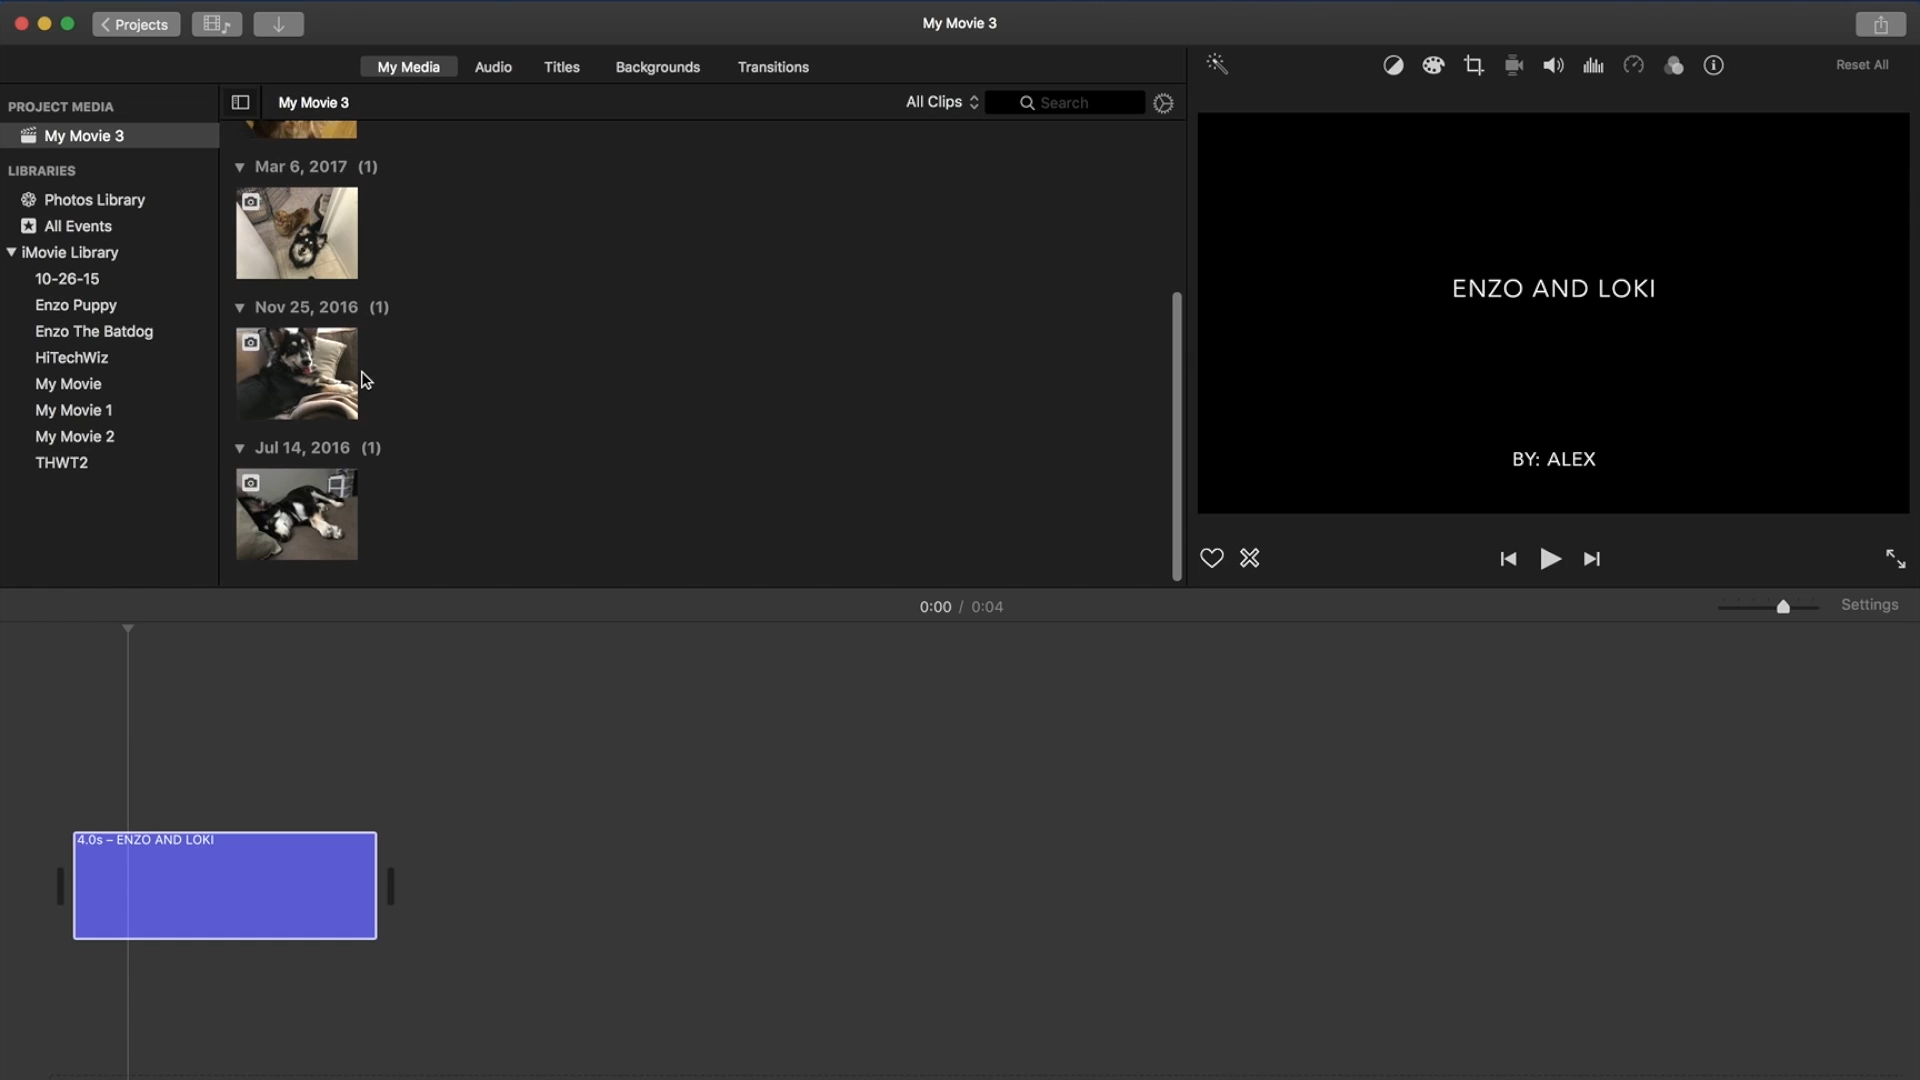 Projects
My Movie 3
My Media
Audio
Titles
Backgrounds
Transitions
Reset All
PROJECT MEDIA
My Movie 3
LIBRARIES
Photos Library
All Events
iMovie Library
10-26-15
Enzo Puppy
Enzo The Batdog
HiTechWiz
My Movie
My Movie 1
My Movie 2
THWT2
My Movie 3
All Clips
Search
Mar 6, 2017 (1)
Nov 25, 2016 (1)
Jul 14, 2016 (1)
ENZO AND LOKI
BY: ALEX
0:00 / 0:04
Settings
4.0s – ENZO AND LOKI